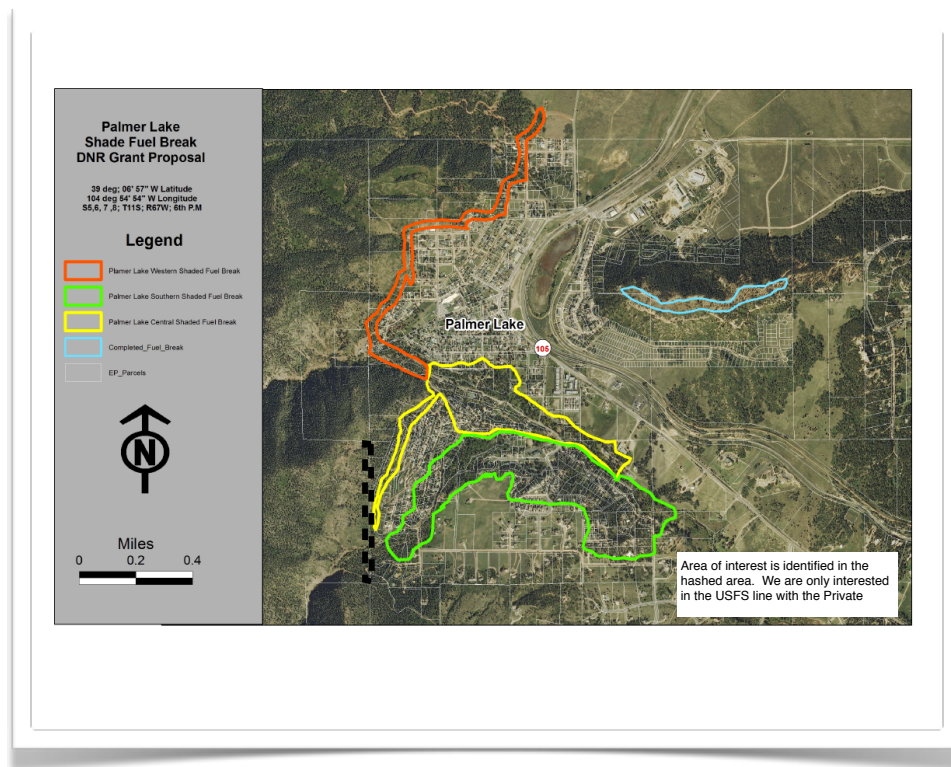 Palmer Lake
Shade Fuel Break
DNR Grant Proposal
39 deg; 06' 57" W Latitude
104 deg 54' 54" W Longitude
S5,6, 7 ,8; T11S; R67W; 6th P.M
Legend
Plamer Lake Western Shaded Fuel Break
Palmer Lake Southern Shaded Fuel Break
Palmer Lake Central Shaded Fuel Break
Completed_Fuel_Break
EP_Parcels
N
Miles
0 0.2 0.4
Palmer Lake
105
Area of interest is identified in the
hashed area. We are only interested
in the USFS line with the Private